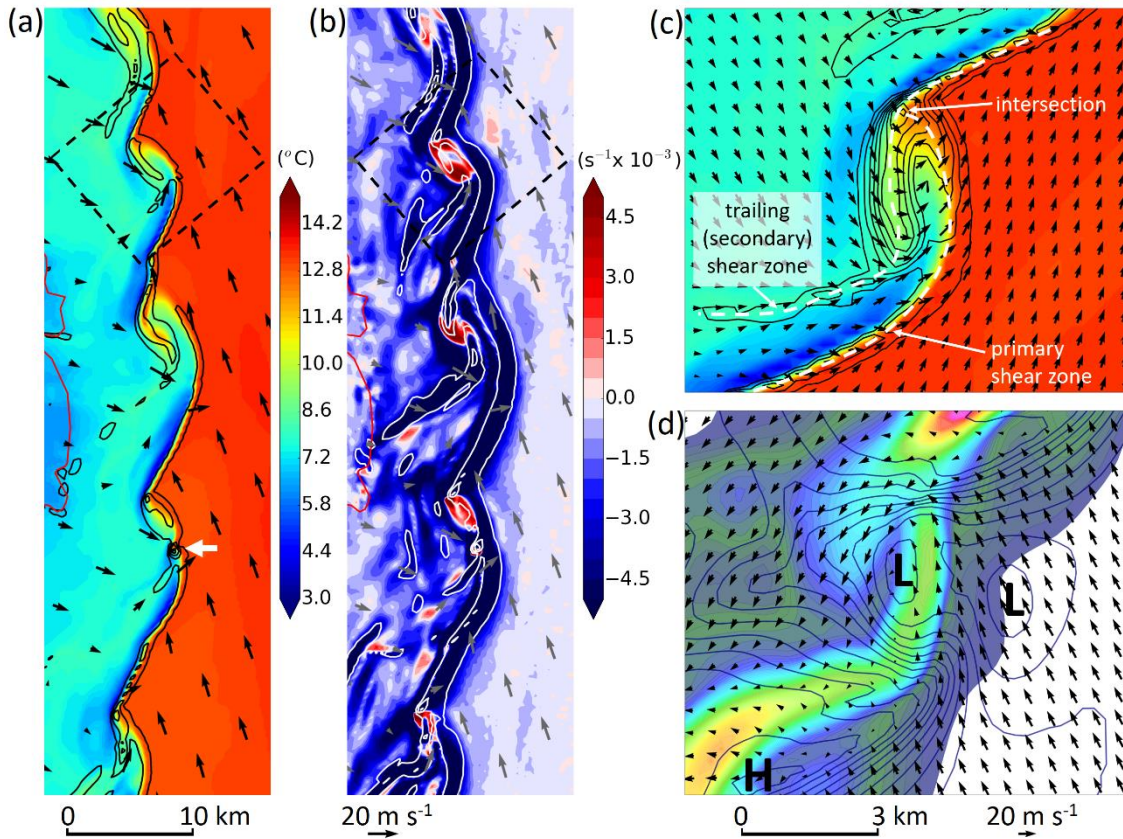 (a)
(b)
(c)
(d)
(°C)
14.2
12.8
11.4
10.0
8.6
7.2
5.8
4.4
3.0
(s⁻¹ x 10⁻³)
4.5
3.0
1.5
0.0
−1.5
−3.0
−4.5
intersection
trailing
(secondary)
shear zone
primary
shear zone
L
L
H
0 10 km
20 m s⁻¹
0 3 km
20 m s⁻¹